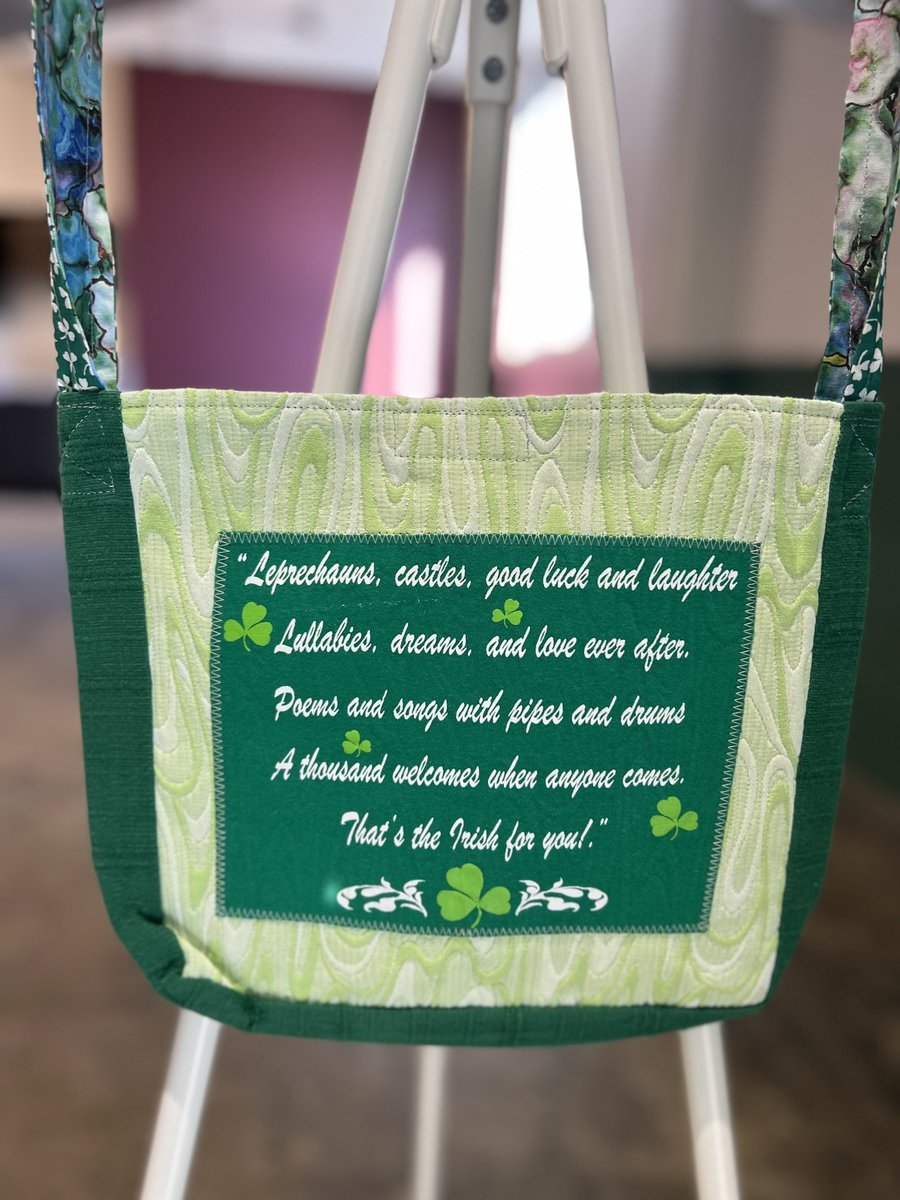 “Leprechauns, castles, good luck and laughter
Lullabies, dreams, and love ever after.
Poems and songs with pipes and drums
A thousand welcomes when anyone comes.
That's the Irish for you!.”